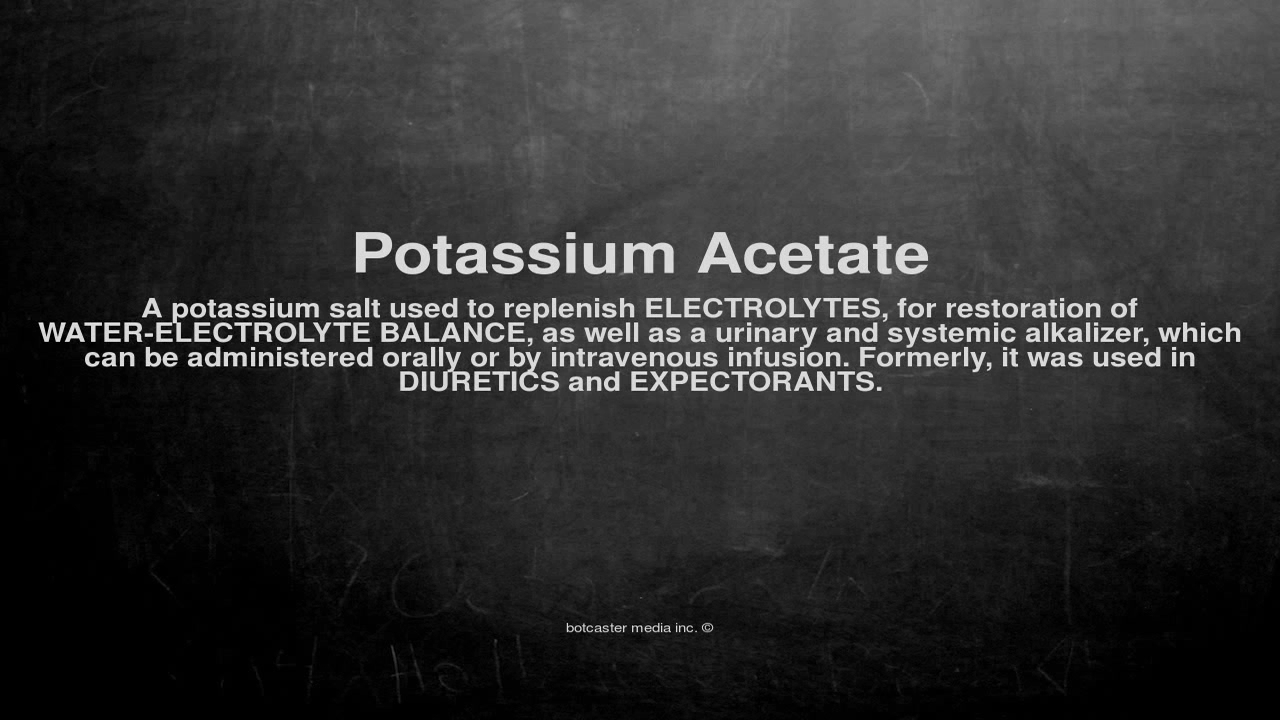 Potassium Acetate
A potassium salt used to replenish ELECTROLYTES, for restoration of
WATER-ELECTROLYTE BALANCE, as well as a urinary and systemic alkalizer, which
can be administered orally or by intravenous infusion. Formerly, it was used in
DIURETICS and EXPECTORANTS.
botcaster media inc. ©